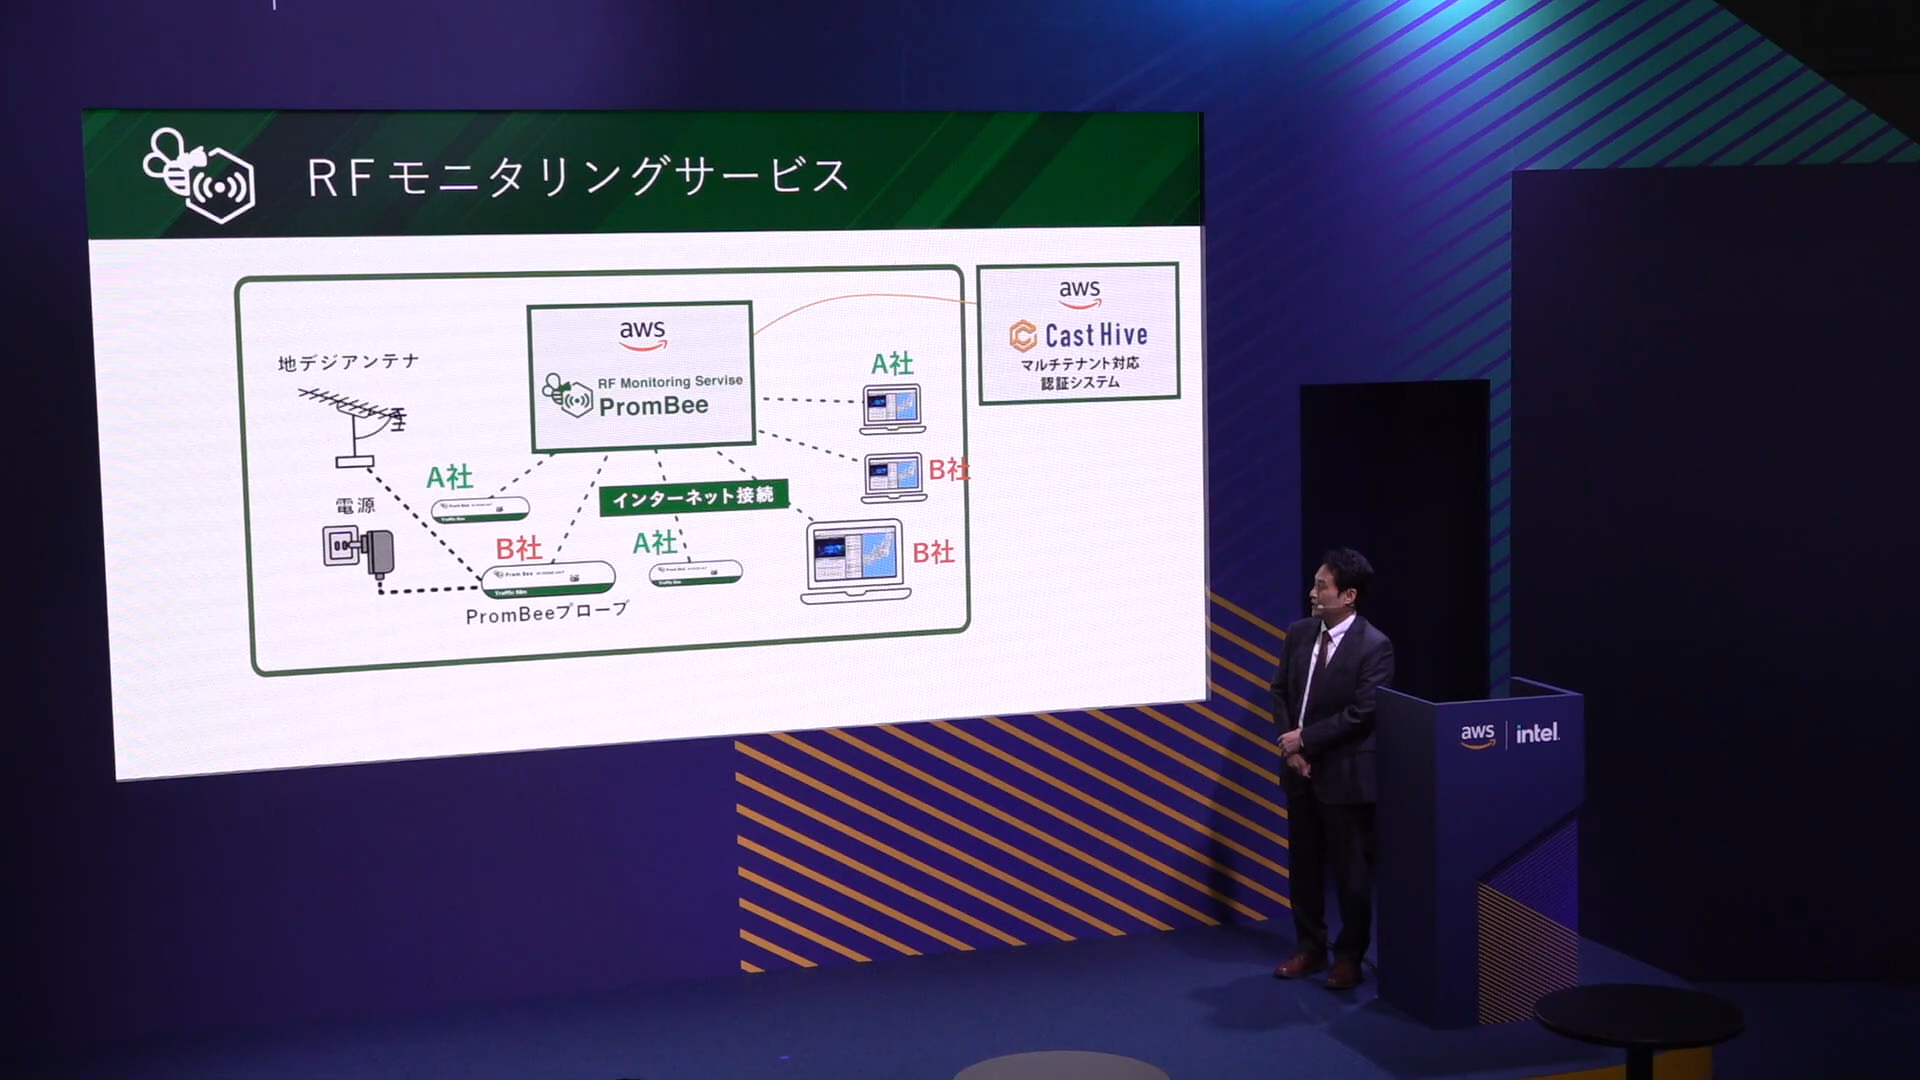 RFモニタリングサービス
地デジアンテナ
電源
aws
RF Monitoring Servise
PromBee
aws
Cast Hive
マルチテナント対応
認証システム
A社
B社
B社
A社
インターネット接続
B社
A社
PromBeeプローブ
aws
intel.